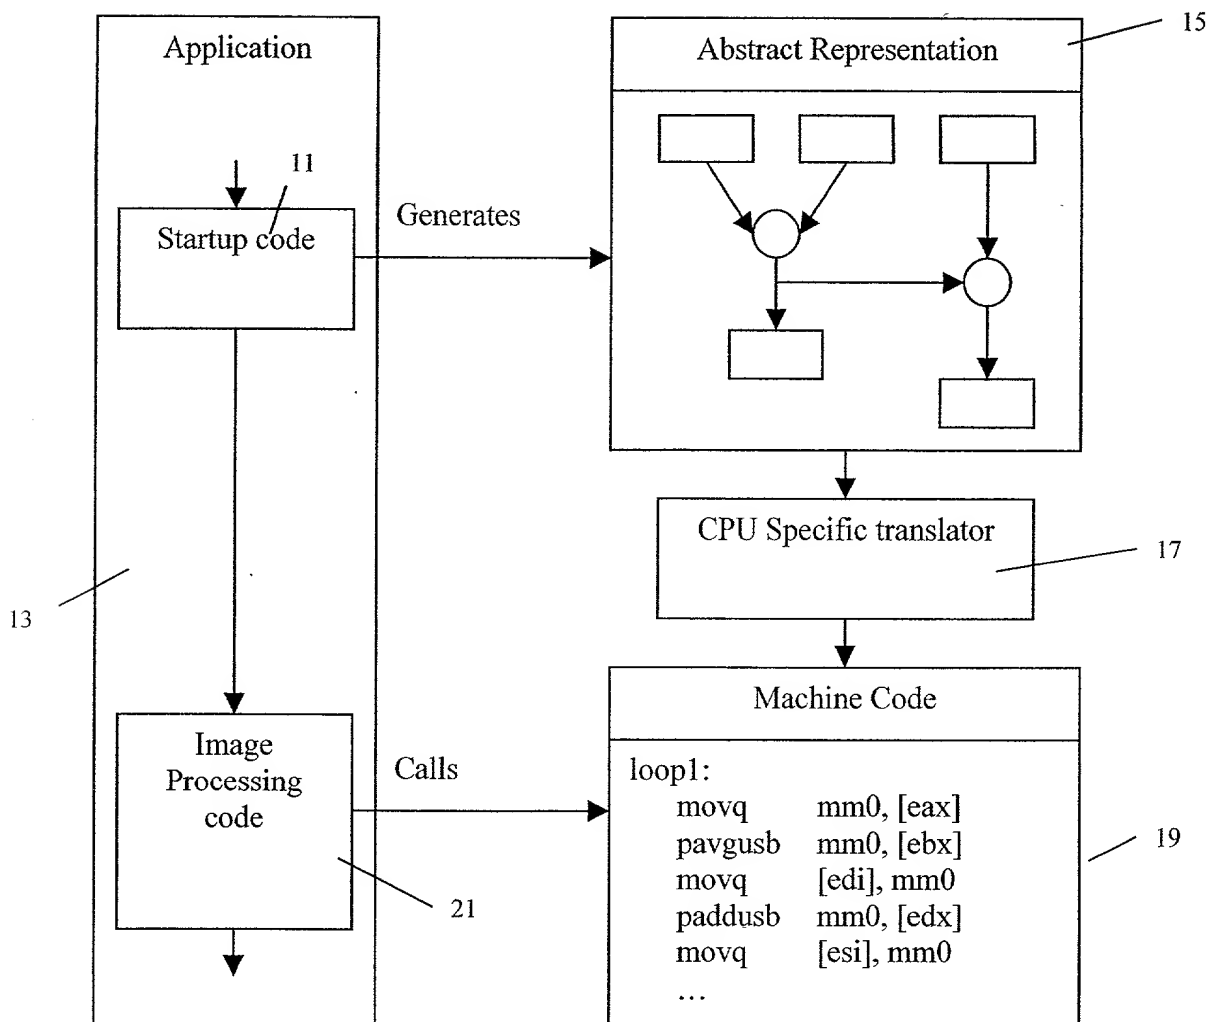 Application
11
Startup code
Generates
15
Abstract Representation
CPU Specific translator
17
13
Image
Processing
code
Calls
21
Machine Code
loop1:
movq mm0, [eax]
pavgusb mm0, [ebx]
movq [edi], mm0
paddusb mm0, [edx]
movq [esi], mm0
...
19